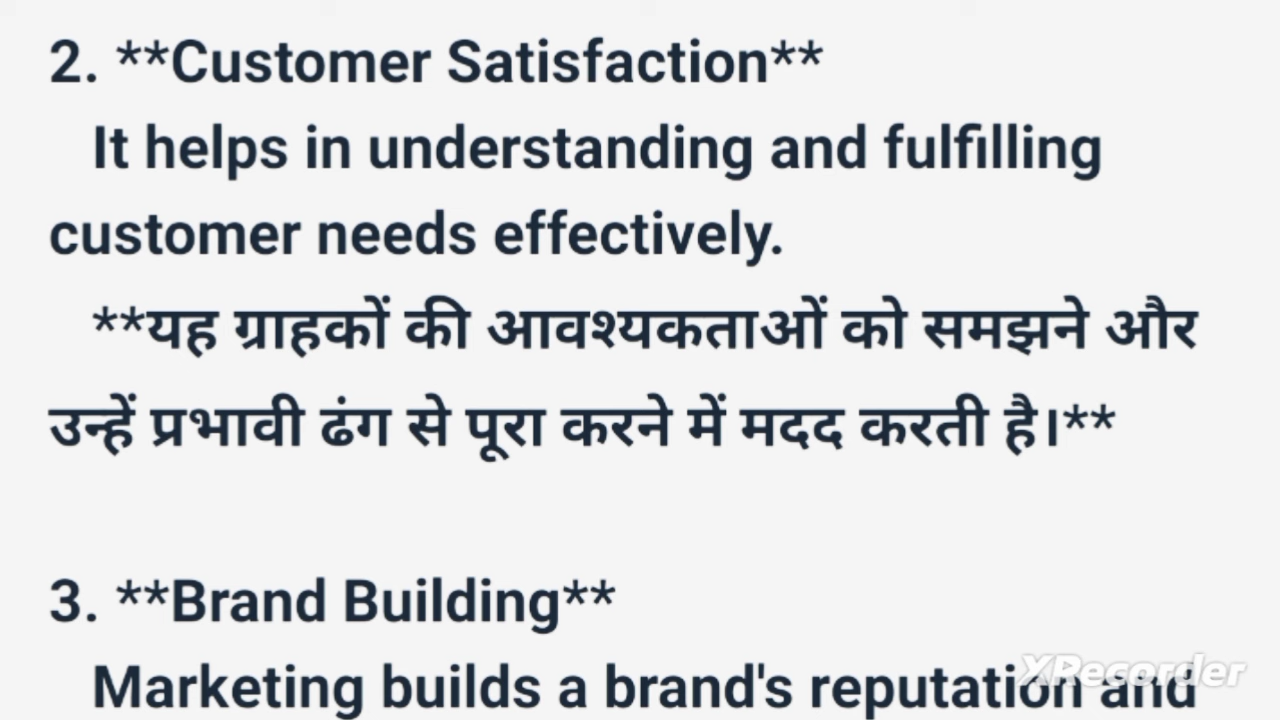 2. **Customer Satisfaction**
It helps in understanding and fulfilling
customer needs effectively.
**यह ग्राहकों की आवश्यकताओं को समझने और
उन्हें प्रभावी ढंग से पूरा करने में मदद करती है।**
3. **Brand Building**
Marketing builds a brand's reputation and
XRecorder